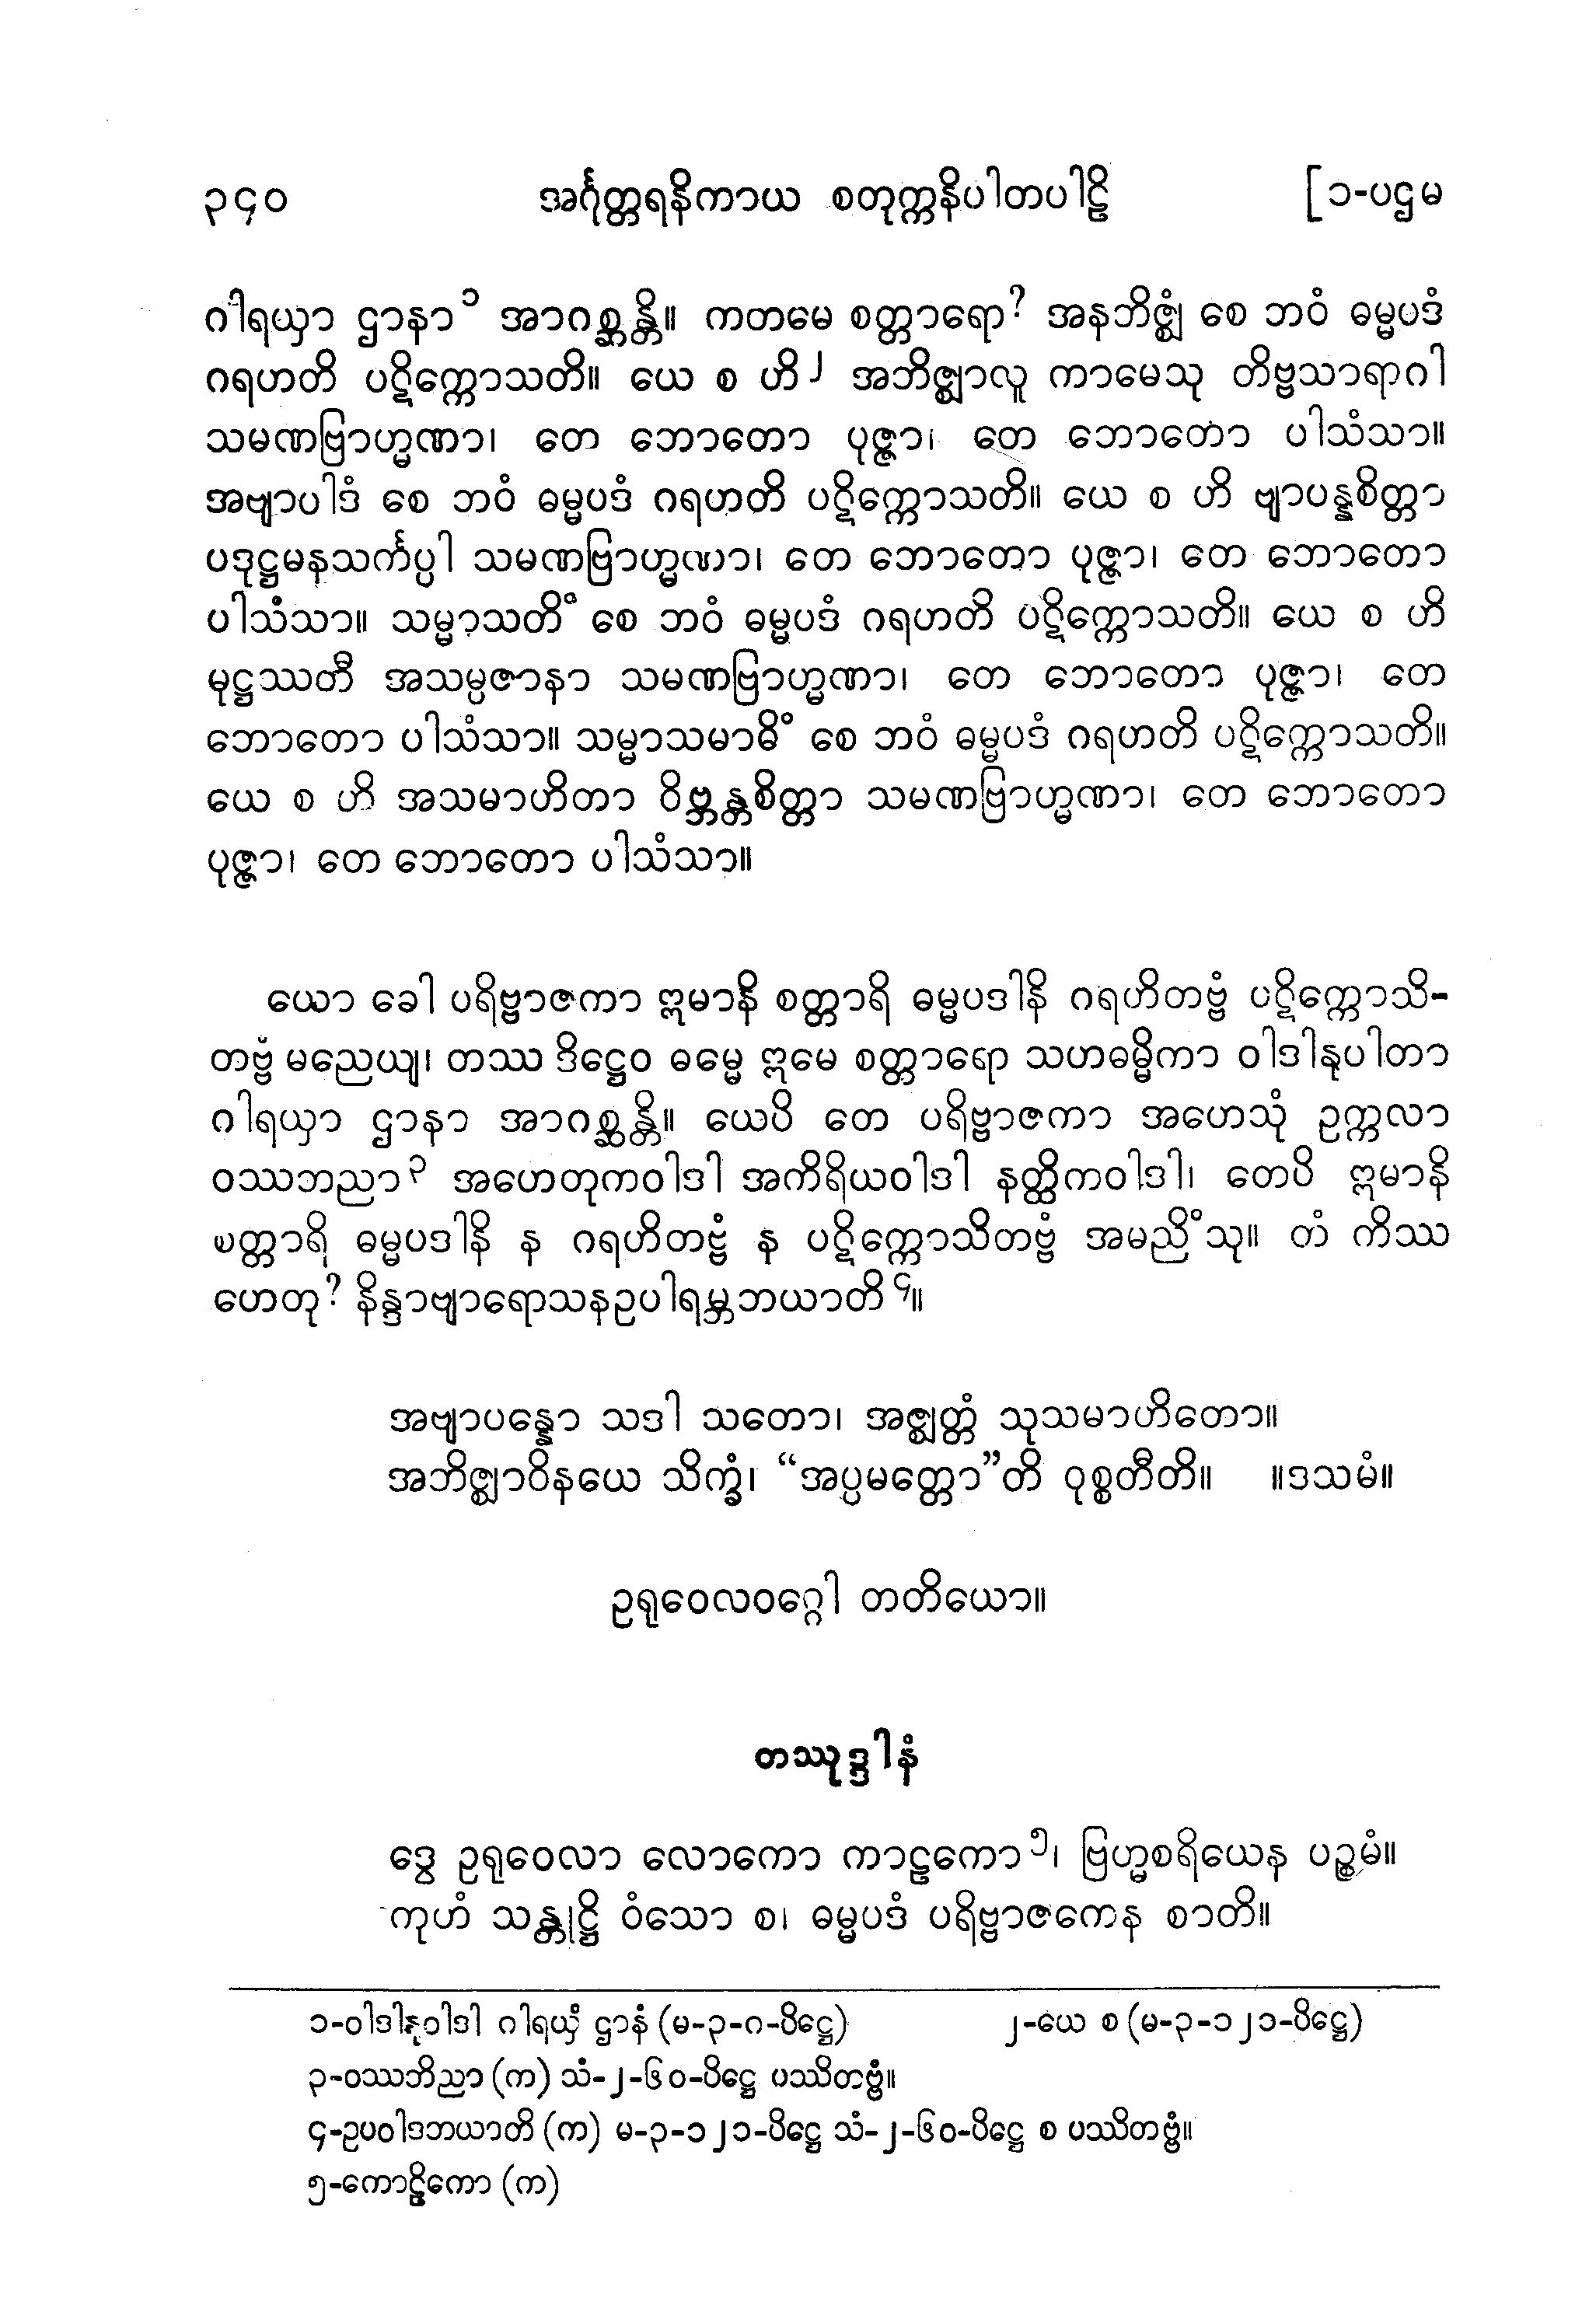 ၃၄၀ အင်္ဂုတ္တရနိကာယ စတုက္ကနိပါတပါဠိ [၁-ပဌမ
ဂါရယှာ ဌာနာ၁ အာဂစ္ဆန္တိ။ ကတမေ စတ္တာရော? အနဘိဇ္ဈံ စေ ဘဝံ ဓမ္မပဒံ
ဂရဟတိ ပဋိက္ကောသတိ။ ယေ စ ဟိ၂ အဘိဇ္ဈာလူ ကာမေသု တိဗ္ဗသာရာဂါ
သမဏဗြာဟ္မဏာ၊ တေ ဘောတော ပုဇ္ဇာ၊ တေ ဘောတော ပါသံသာ။
အဗျာပါဒံ စေ ဘဝံ ဓမ္မပဒံ ဂရဟတိ ပဋိက္ကောသတိ။ ယေ စ ဟိ ဗျာပန္နစိတ္တာ
ပဒုဋ္ဌမနသင်္ကပ္ပါ သမဏဗြာဟ္မဏာ၊ တေ ဘောတော ပုဇ္ဇာ၊ တေ ဘောတော
ပါသံသာ။ သမ္မာသတိံ စေ ဘဝံ ဓမ္မပဒံ ဂရဟတိ ပဋိက္ကောသတိ။ ယေ စ ဟိ
မုဋ္ဌဿတီ အသမ္ပဇာနာ သမဏဗြာဟ္မဏာ၊ တေ ဘောတော ပုဇ္ဇာ၊ တေ
ဘောတော ပါသံသာ။ သမ္မာသမာဓိံ စေ ဘဝံ ဓမ္မပဒံ ဂရဟတိ ပဋိက္ကောသတိ။
ယေ စ ဟိ အသမာဟိတာ ဝိဗ္ဘန္တစိတ္တာ သမဏဗြာဟ္မဏာ၊ တေ ဘောတော
ပုဇ္ဇာ၊ တေ ဘောတော ပါသံသာ။
ယော ခေါ ပရိဗ္ဗာဇကာ ဣမာနိ စတ္တာရိ ဓမ္မပဒါနိ ဂရဟိတဗ္ဗံ ပဋိက္ကောသိ-
တဗ္ဗံ မညေယျ၊ တဿ ဒိဋ္ဌေဝ ဓမ္မေ ဣမေ စတ္တာရော သဟဓမ္မိကာ ဝါဒါနုပါတာ
ဂါရယှာ ဌာနာ အာဂစ္ဆန္တိ။ ယေပိ တေ ပရိဗ္ဗာဇကာ အဟေသုံ ဥက္ကလာ
ဝဿဘညာ၃ အဟေတုကဝါဒါ အကိရိယဝါဒါ နတ္ထိကဝါဒါ၊ တေပိ ဣမာနိ
စတ္တာရိ ဓမ္မပဒါနိ န ဂရဟိတဗ္ဗံ န ပဋိက္ကောသိတဗ္ဗံ အမညိံသု။ တံ ကိဿ
ဟေတု? နိန္ဒာဗျာရောသနဥပါရမ္ဘဘယာတိ၄။
အဗျာပန္နော သဒါ သတော၊ အဇ္ဈတ္တံ သုသမာဟိတော။
အဘိဇ္ဈာဝိနယေ သိက္ခံ၊ “အပ္ပမတ္တော”တိ ဝုစ္စတီတိ။ ။ဒသမံ။
ဥရုဝေလဝဂ္ဂေါ တတိယော။
တဿုဒ္ဒါနံ
ဒွေ ဥရုဝေလာ လောကော ကာဠကော၅၊ ဗြဟ္မစရိယေန ပဉ္စမံ။
ကုဟံ သန္တုဋ္ဌိ ဝံသော စ၊ ဓမ္မပဒံ ပရိဗ္ဗာဇကေန စာတိ။
၁-ဝါဒါနုဝါဒါ ဂါရယှံ ဌာနံ (မ-၃-ဂ-ပိဋ္ဌေ) ၂-ယေ စ (မ-၃-၁၂၁-ပိဋ္ဌေ)
၃-ဝဿဘိညာ (က) သံ-၂-၆၀-ပိဋ္ဌေ ပဿိတဗ္ဗံ။
၄-ဥပဝါဒဘယာတိ (က) မ-၃-၁၂၁-ပိဋ္ဌေ သံ-၂-၆၀-ပိဋ္ဌေ စ ပဿိတဗ္ဗံ။
၅-ကောဠိကော (က)